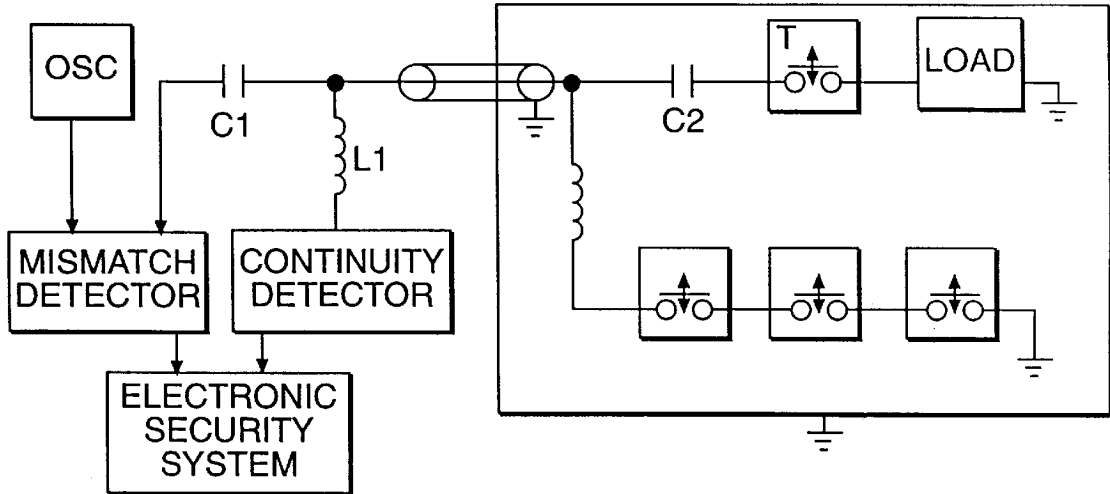 OSC
C1
L1
C2
T
LOAD
MISMATCH
DETECTOR
CONTINUITY
DETECTOR
ELECTRONIC
SECURITY
SYSTEM